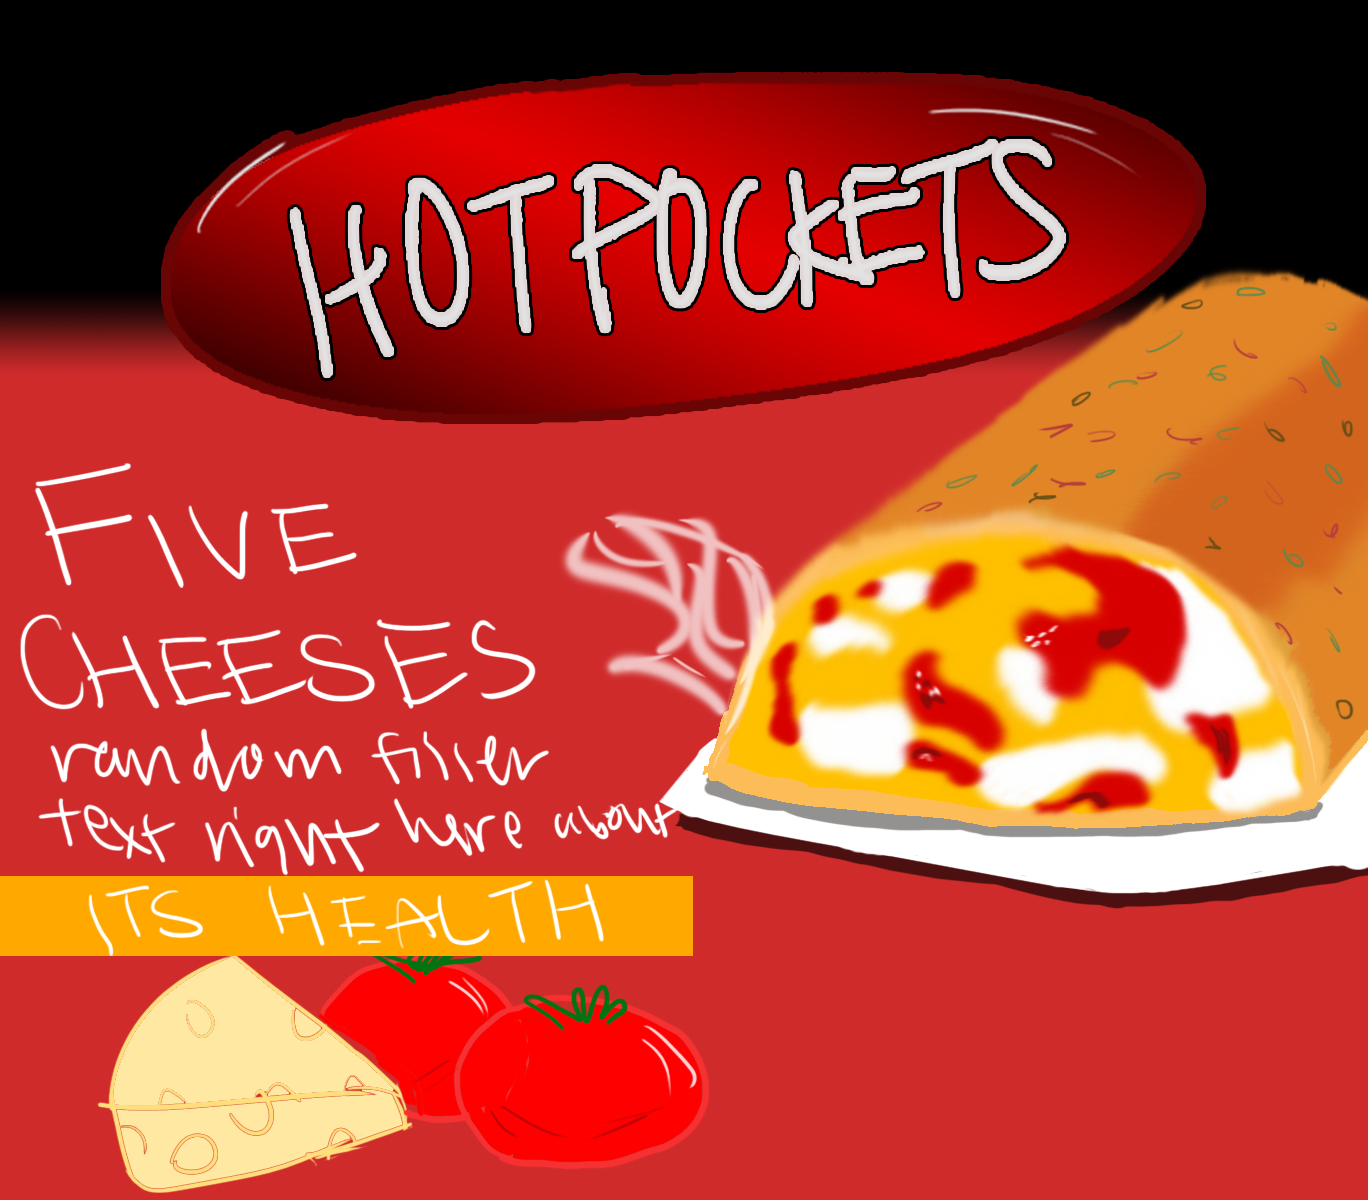 HOTPOCKETS
FIVE
CHEESES
random filler
text right here about
ITS HEALTH